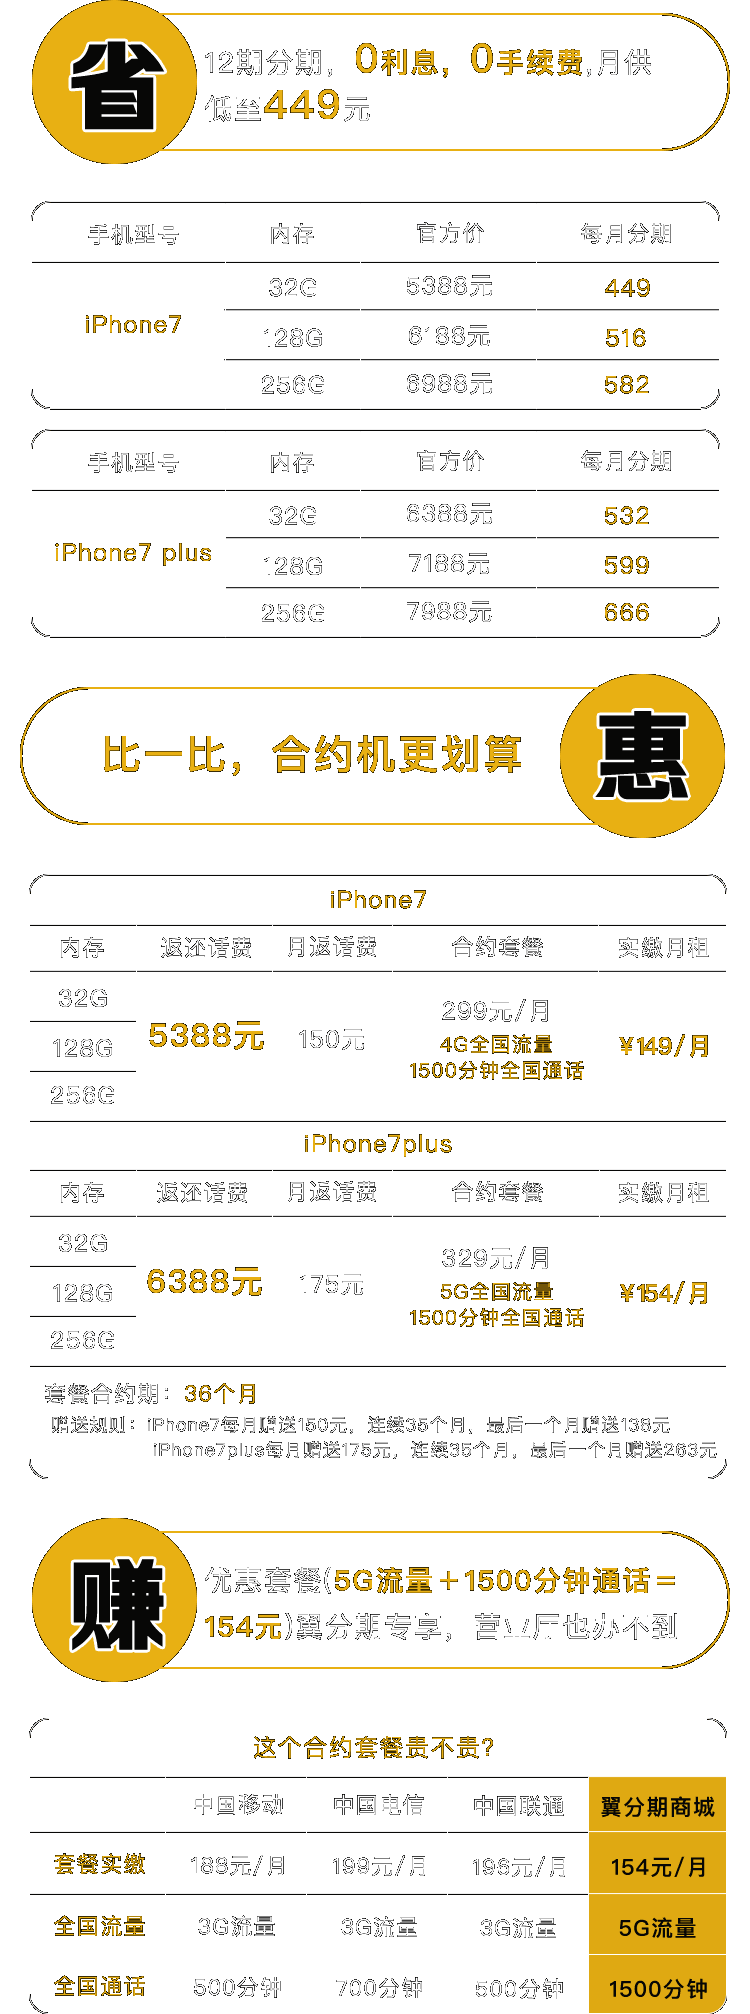 省
12期分期，0利息，0手续费,月供
低至449元
手机型号 内存 官方价 每月分期
32G 5388元 449
iPhone7
128G 6188元 516
256G 6988元 582
手机型号 内存 官方价 每月分期
32G 6388元 532
iPhone7 plus
128G 7188元 599
256G 7988元 666
比一比，合约机更划算
惠
iPhone7
内存 返还话费 月返话费 合约套餐 实缴月租
32G
128G
256G
5388元 150元
299元/月
4G全国流量
1500分钟全国通话
¥149/月
iPhone7plus
内存 返还话费 月返话费 合约套餐 实缴月租
32G
128G
256G
6388元 175元
329元/月
5G全国流量
1500分钟全国通话
¥154/月
套餐合约期：36个月
赠送规则：iPhone7每月赠送150元，连续35个月，最后一个月赠送138元
iPhone7plus每月赠送175元，连续35个月，最后一个月赠送263元
赚
优惠套餐(5G流量＋1500分钟通话＝
154元)翼分期专享，营业厅也办不到
这个合约套餐贵不贵?
中国移动 中国电信 中国联通 翼分期商城
套餐实缴 188元/月 199元/月 196元/月 154元/月
全国流量 3G流量 3G流量 3G流量 5G流量
全国通话 500分钟 700分钟 500分钟 1500分钟